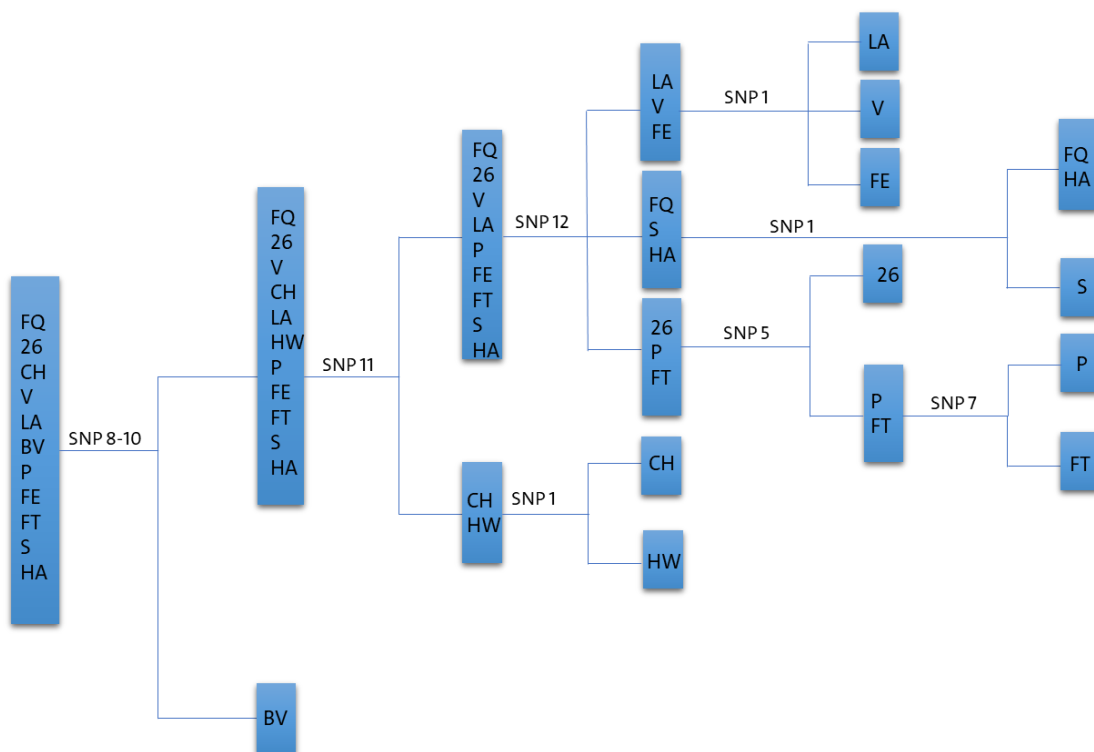 FQ
26
CH
V
LA
BV
P
FE
FT
S
HA
SNP 8-10
FQ
26
V
CH
LA
HW
P
FE
FT
S
HA
BV
SNP 11
FQ
26
V
LA
P
FE
FT
S
HA
CH
HW
SNP 12
SNP 1
LA
V
FE
FQ
S
HA
26
P
FT
CH
HW
SNP 1
SNP 1
SNP 5
LA
V
FE
26
P
FT
SNP 7
FQ
HA
S
P
FT